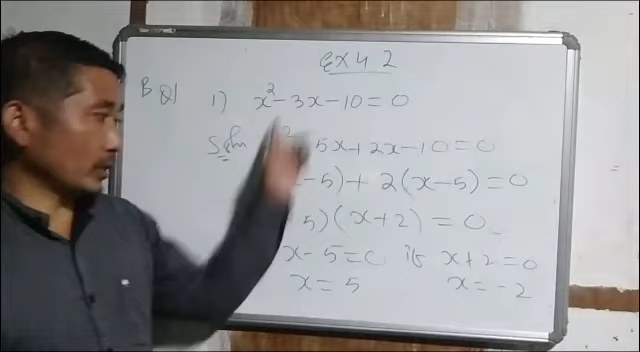 Ex 4 2
B Q1 1) x² - 3x - 10 = 0
Soln 5x + 2x - 10 = 0
- 5) + 2(x - 5) = 0
5)(x + 2) = 0
x - 5 = 0 x + 2 = 0
x = 5 x = - 2